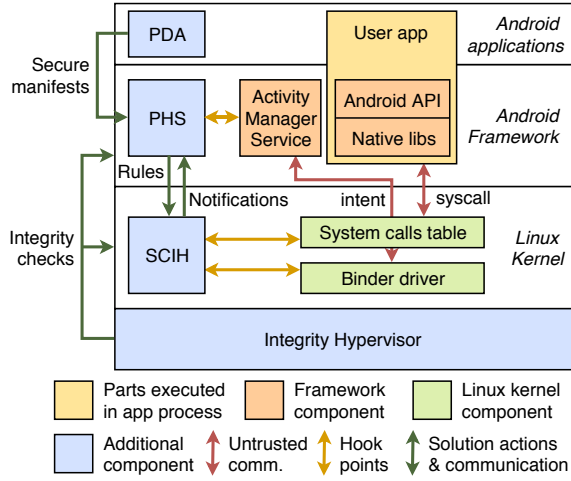 PDA
User app
Android
applications
Secure
manifests
PHS
Activity
Manager
Service
Android API
Native libs
Android
Framework
Rules
Notifications
intent
syscall
Integrity
checks
SCIH
System calls table
Binder driver
Linux
Kernel
Integrity Hypervisor
Parts executed
in app process
Framework
component
Linux kernel
component
Additional
component
Untrusted
comm.
Hook
points
Solution actions
& communication